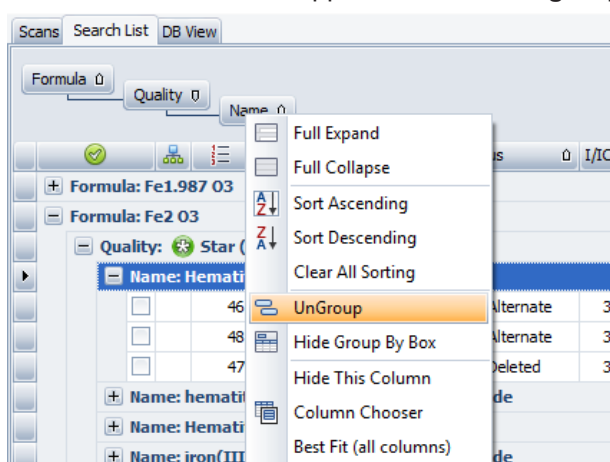 Scans Search List DB View
Formula
Quality
Name
Full Expand
us I/IC
Full Collapse
Formula: Fe1.987 O3
Sort Ascending
Formula: Fe2 O3
Sort Descending
Quality: Star (
Clear All Sorting
Name: Hemati
46 UnGroup Alternate 3
48 Hide Group By Box Alternate 3
47 Hide This Column Deleted 3
Name: hematit Column Chooser de
Name: Hemati
Name: iron(III Best Fit (all columns) de